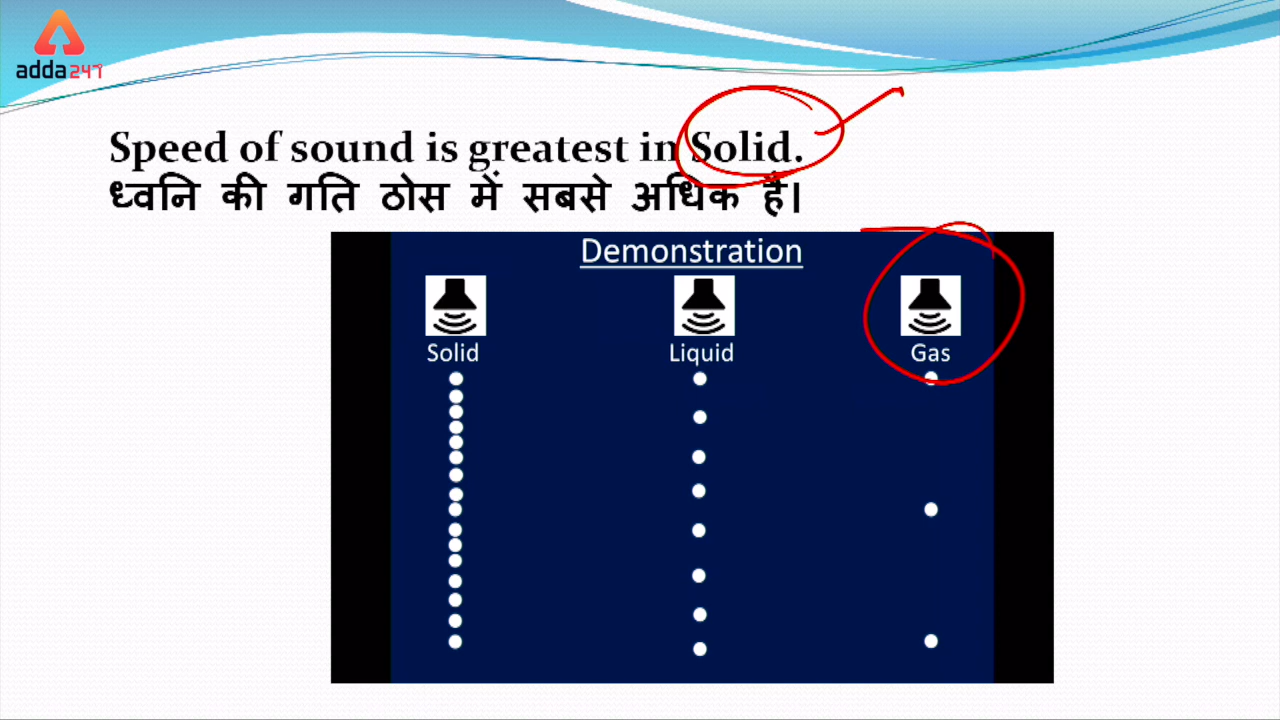 adda247
Speed of sound is greatest in Solid.
ध्वनि की गति ठोस में सबसे अधिक है।
Demonstration
Solid
Liquid
Gas